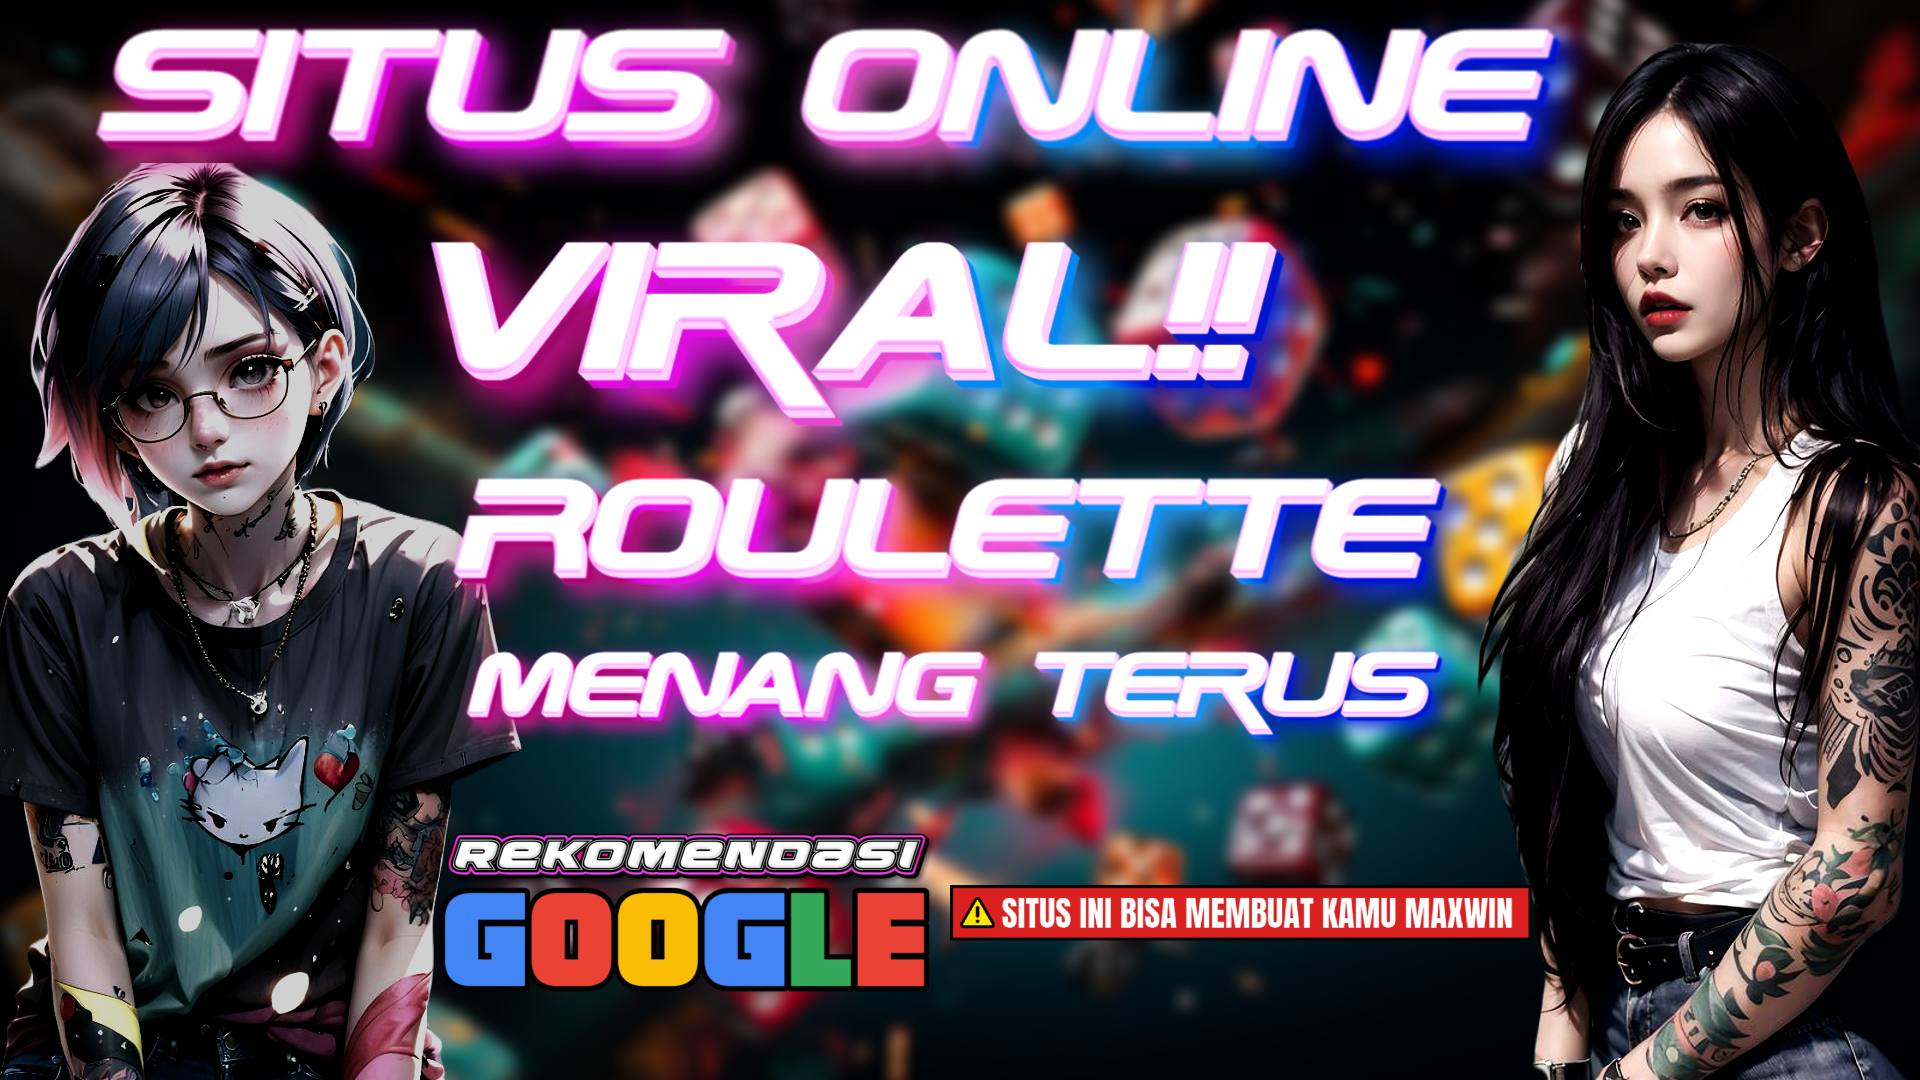 SITUS ONLINE
VIRAL!!
ROULETTE
MENANG TERUS
REKOMENDASI
GOOGLE
SITUS INI BISA MEMBUAT KAMU MAXWIN